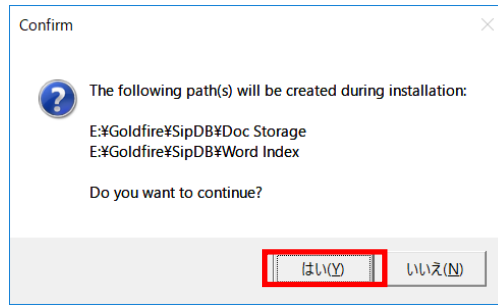 Confirm
The following path(s) will be created during installation:
E:¥Goldfire¥SipDB¥Doc Storage
E:¥Goldfire¥SipDB¥Word Index
Do you want to continue?
はい(Y)
いいえ(N)